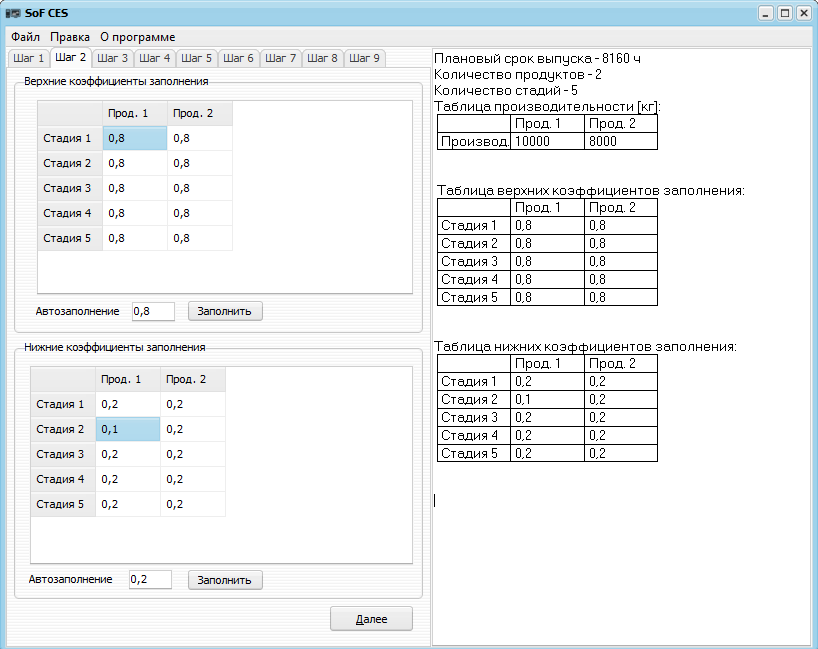 SoF CES
Файл Правка О программе
Шаг 1 Шаг 2 Шаг 3 Шаг 4 Шаг 5 Шаг 6 Шаг 7 Шаг 8 Шаг 9
Верхние коэффициенты заполнения
Прод. 1 Прод. 2
Стадия 1 0,8 0,8
Стадия 2 0,8 0,8
Стадия 3 0,8 0,8
Стадия 4 0,8 0,8
Стадия 5 0,8 0,8
Автозаполнение 0,8 Заполнить
Нижние коэффициенты заполнения
Прод. 1 Прод. 2
Стадия 1 0,2 0,2
Стадия 2 0,1 0,2
Стадия 3 0,2 0,2
Стадия 4 0,2 0,2
Стадия 5 0,2 0,2
Автозаполнение 0,2 Заполнить
Далее
Плановый срок выпуска - 8160 ч
Количество продуктов - 2
Количество стадий - 5
Таблица производительности [кг]:
Прод. 1 Прод. 2
Производ. 10000 8000
Таблица верхних коэффициентов заполнения:
Прод. 1 Прод. 2
Стадия 1 0,8 0,8
Стадия 2 0,8 0,8
Стадия 3 0,8 0,8
Стадия 4 0,8 0,8
Стадия 5 0,8 0,8
Таблица нижних коэффициентов заполнения:
Прод. 1 Прод. 2
Стадия 1 0,2 0,2
Стадия 2 0,1 0,2
Стадия 3 0,2 0,2
Стадия 4 0,2 0,2
Стадия 5 0,2 0,2